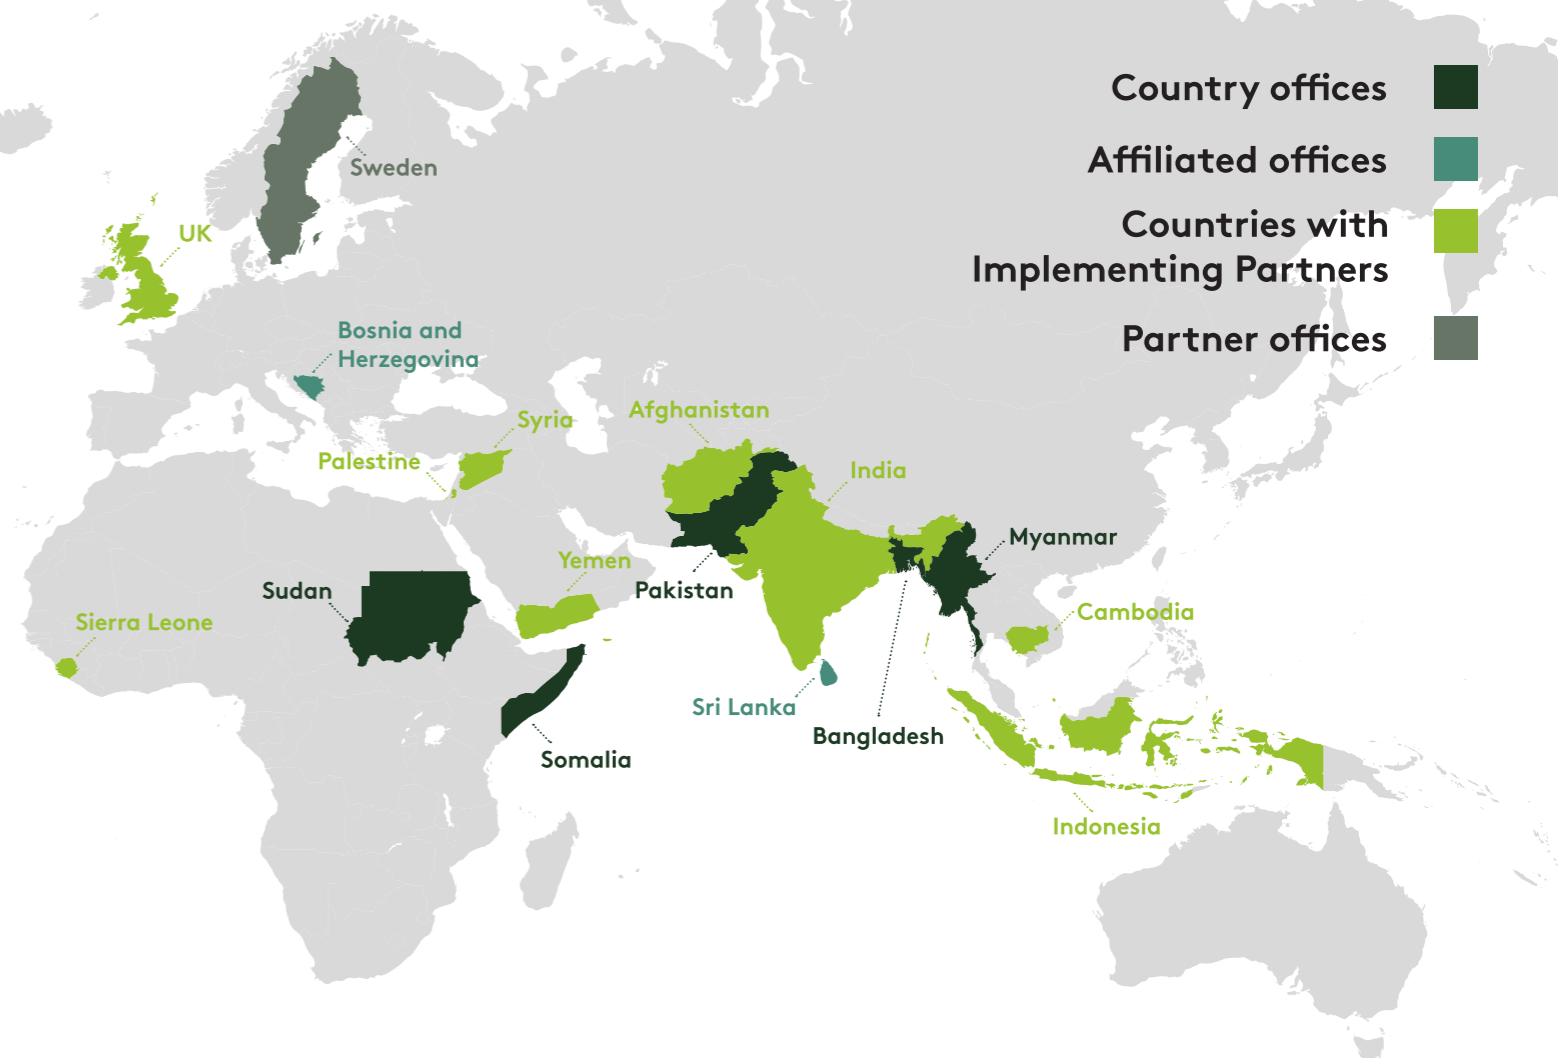 Country offices
Affiliated offices
Countries with
Implementing Partners
Partner offices
Sweden
UK
Bosnia and
Herzegovina
Syria
Afghanistan
Palestine
India
Myanmar
Yemen
Sudan
Pakistan
Sierra Leone
Cambodia
Sri Lanka
Bangladesh
Somalia
Indonesia